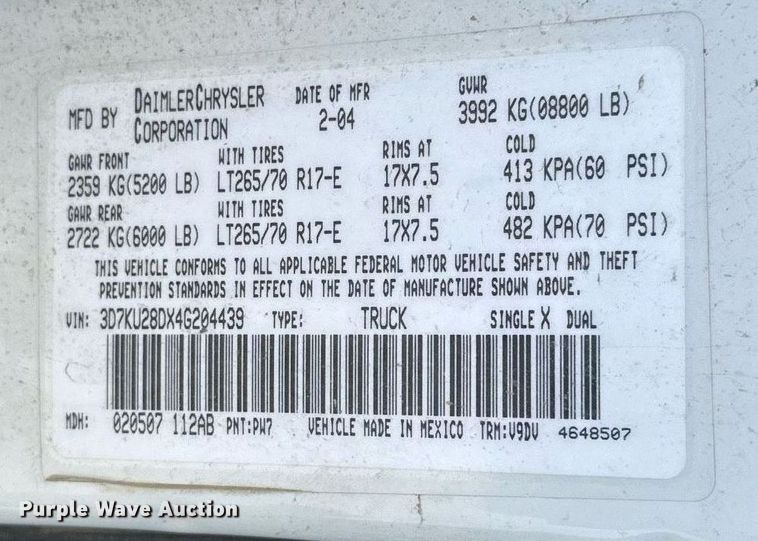 MFD BY DAIMLERCHRYSLER CORPORATION DATE OF MFR 2-04 GVWR 3992 KG(08800 LB)
GAWR FRONT WITH TIRES RIMS AT COLD
2359 KG(5200 LB) LT265/70 R17-E 17X7.5 413 KPA(60 PSI)
GAWR REAR WITH TIRES RIMS AT COLD
2722 KG(6000 LB) LT265/70 R17-E 17X7.5 482 KPA(70 PSI)
THIS VEHICLE CONFORMS TO ALL APPLICABLE FEDERAL MOTOR VEHICLE SAFETY AND THEFT
PREVENTION STANDARDS IN EFFECT ON THE DATE OF MANUFACTURE SHOWN ABOVE.
VIN: 3D7KU28DX4G204439 TYPE: TRUCK SINGLE X DUAL
MDH: 020507 112AB PNT:PW7 VEHICLE MADE IN MEXICO TRM:V9DV 4648507
Purple Wave Auction